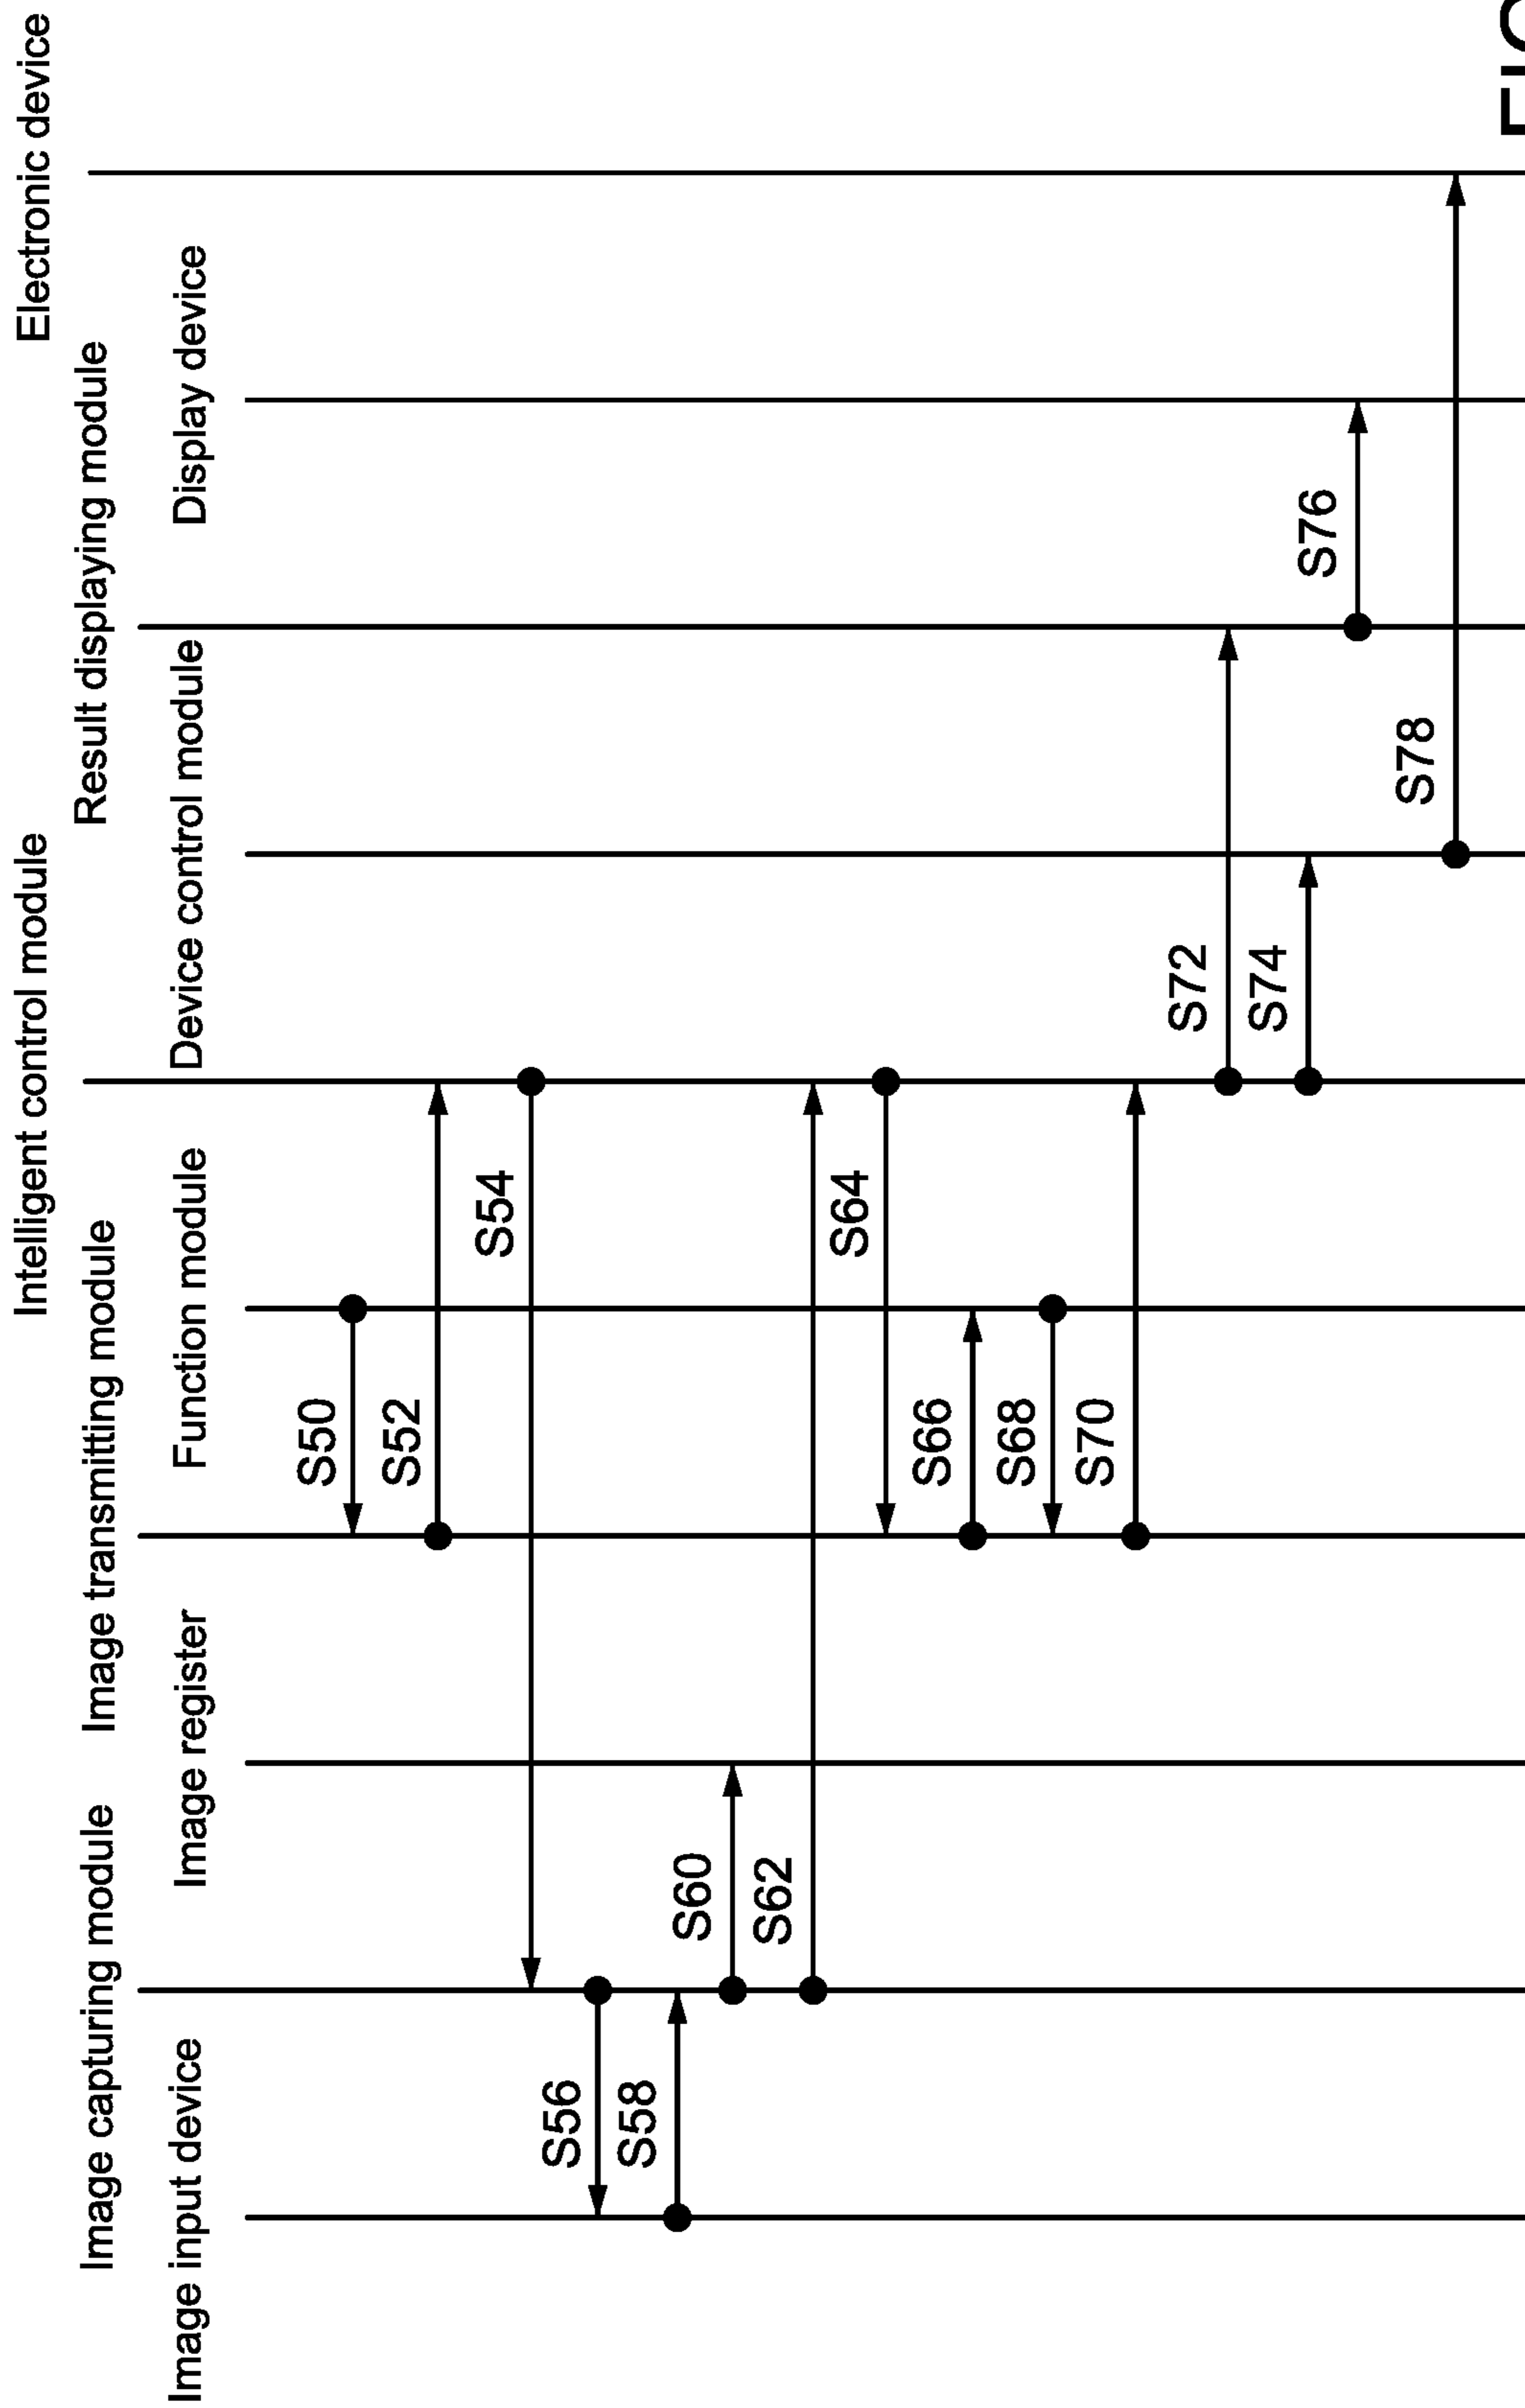 Intelligent control module
Electronic device
Image capturing module
Image transmitting module
Result displaying module
Image input device
Image register
Function module
Device control module
Display device
S50
S52
S54
S56
S58
S60
S62
S64
S66
S68
S70
S72
S74
S76
S78